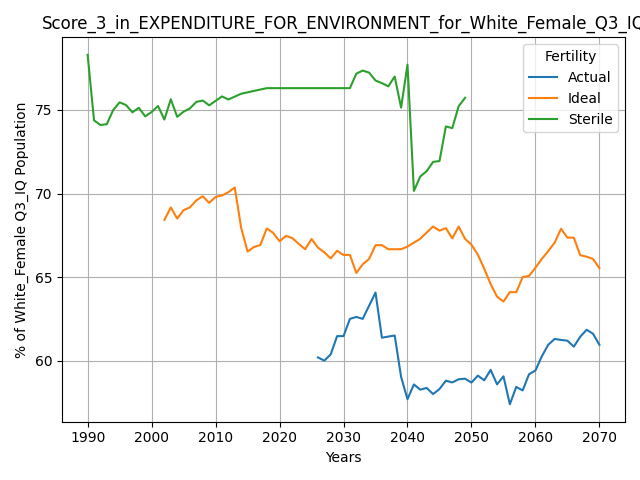 Score_3_in_EXPENDITURE_FOR_ENVIRONMENT_for_White_Female_Q3_IQ
Fertility
Actual
Ideal
Sterile
% of White_Female Q3_IQ Population
75
70
65
60
1990 2000 2010 2020 2030 2040 2050 2060 2070
Years